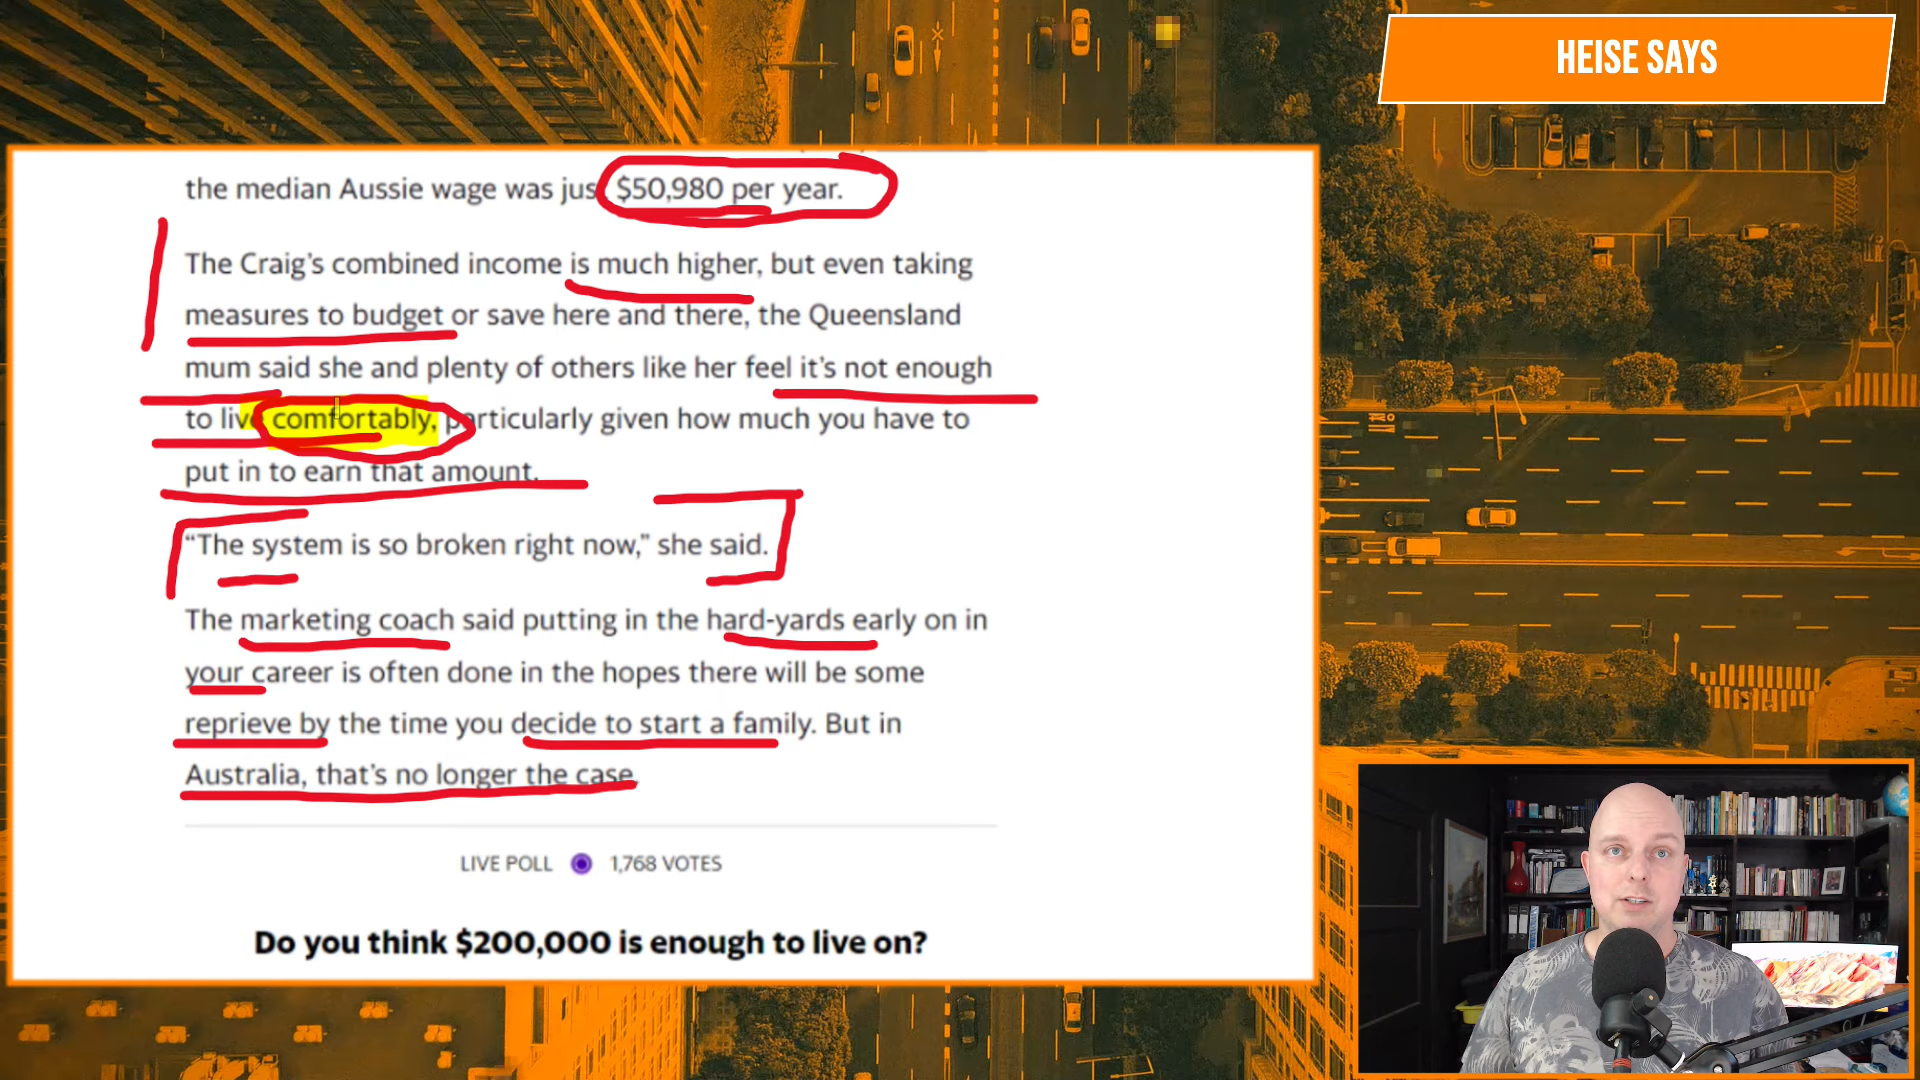 HEISE SAYS
the median Aussie wage was jus $50,980 per year.
The Craig's combined income is much higher, but even taking
measures to budget or save here and there, the Queensland
mum said she and plenty of others like her feel it's not enough
to live comfortably, particularly given how much you have to
put in to earn that amount.
“The system is so broken right now,” she said.
The marketing coach said putting in the hard-yards early on in
your career is often done in the hopes there will be some
reprieve by the time you decide to start a family. But in
Australia, that's no longer the case
LIVE POLL 1,768 VOTES
Do you think $200,000 is enough to live on?